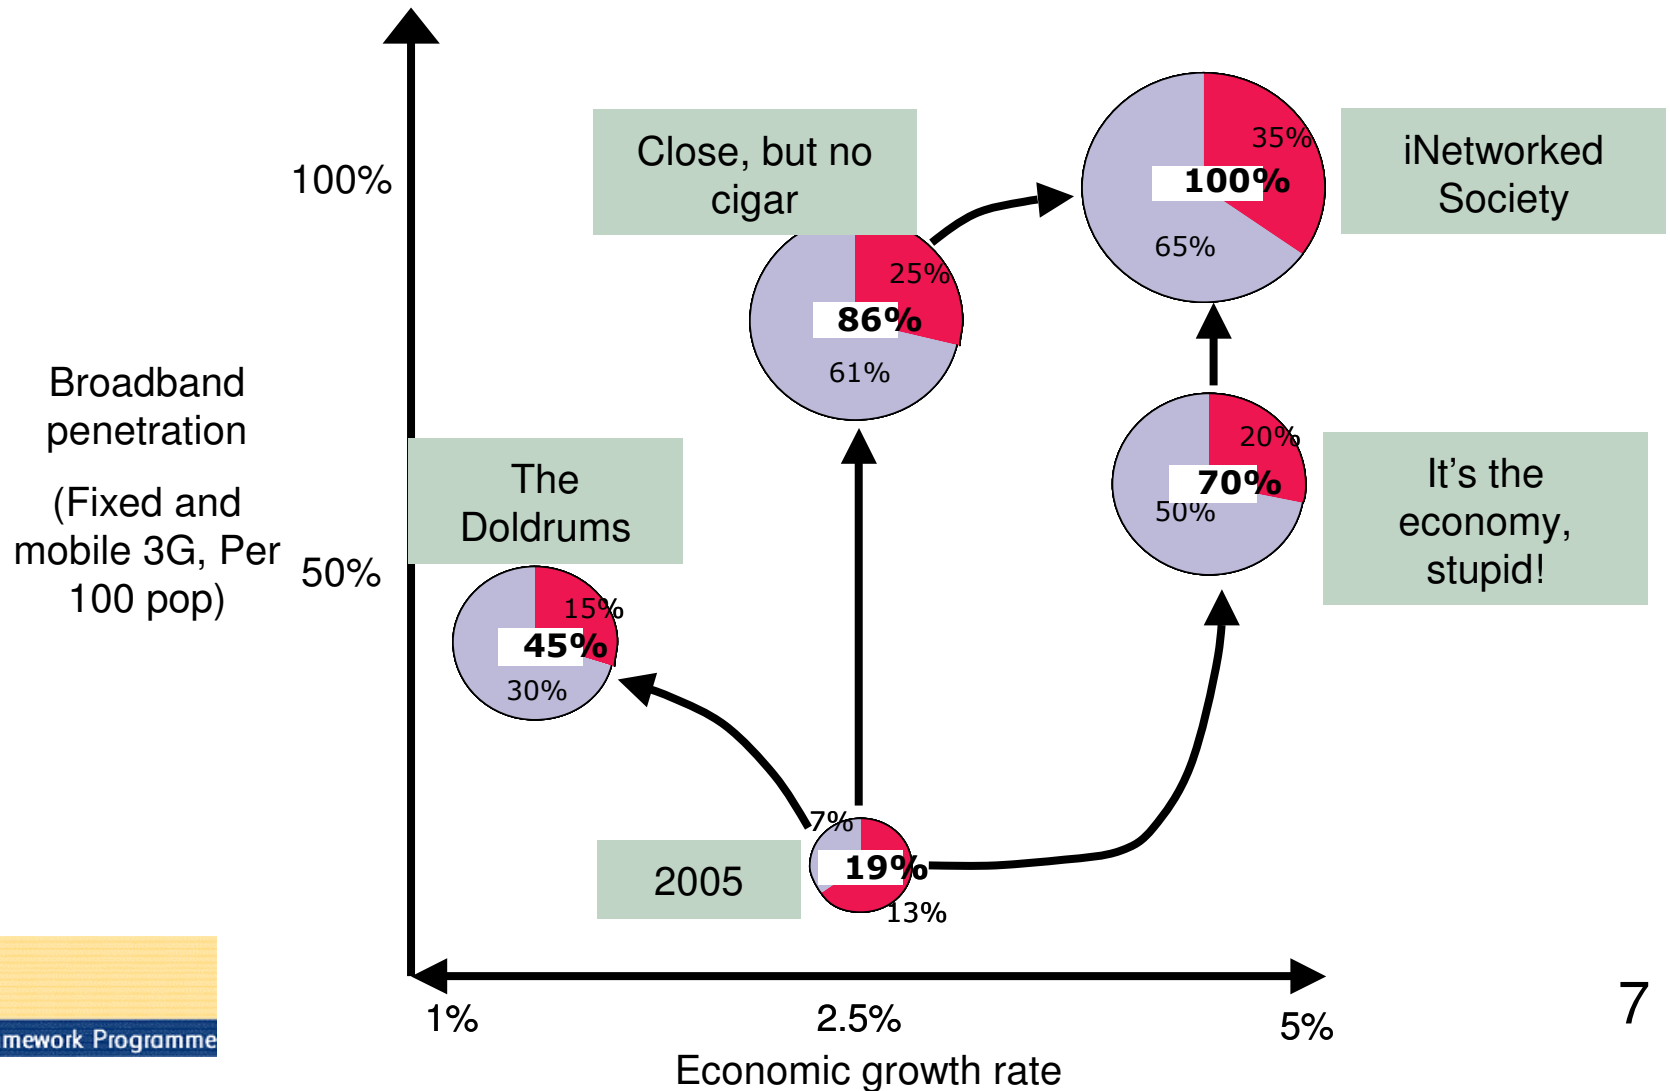 Close, but no
cigar
iNetworked
Society
100%
35%
100%
65%
25%
86%
61%
Broadband
penetration
(Fixed and
mobile 3G, Per
100 pop)
50%
The
Doldrums
15%
45%
30%
20%
70%
50%
It’s the
economy,
stupid!
7%
2005
19%
13%
1%
2.5%
5%
Economic growth rate
mework Programme
7